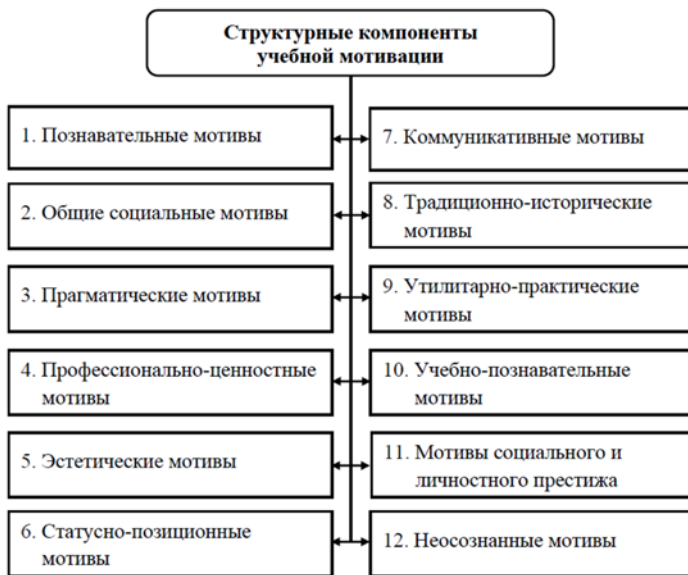 Структурные компоненты
учебной мотивации
1. Познавательные мотивы
2. Общие социальные мотивы
3. Прагматические мотивы
4. Профессионально-ценностные
мотивы
5. Эстетические мотивы
6. Статусно-позиционные
мотивы
7. Коммуникативные мотивы
8. Традиционно-исторические
мотивы
9. Утилитарно-практические
мотивы
10. Учебно-познавательные
мотивы
11. Мотивы социального и
личностного престижа
12. Неосознанные мотивы